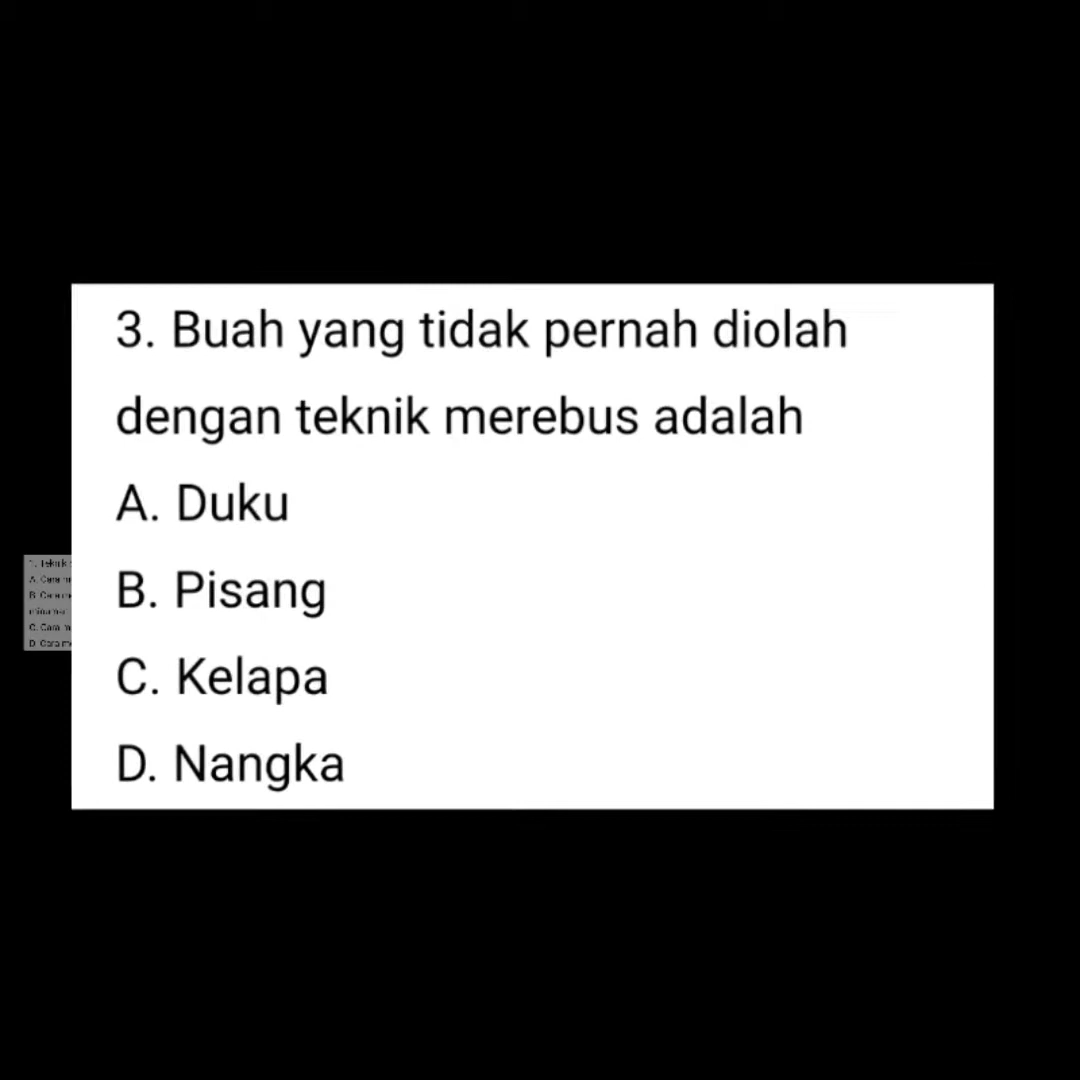 3. Buah yang tidak pernah diolah
dengan teknik merebus adalah
A. Duku
B. Pisang
C. Kelapa
D. Nangka